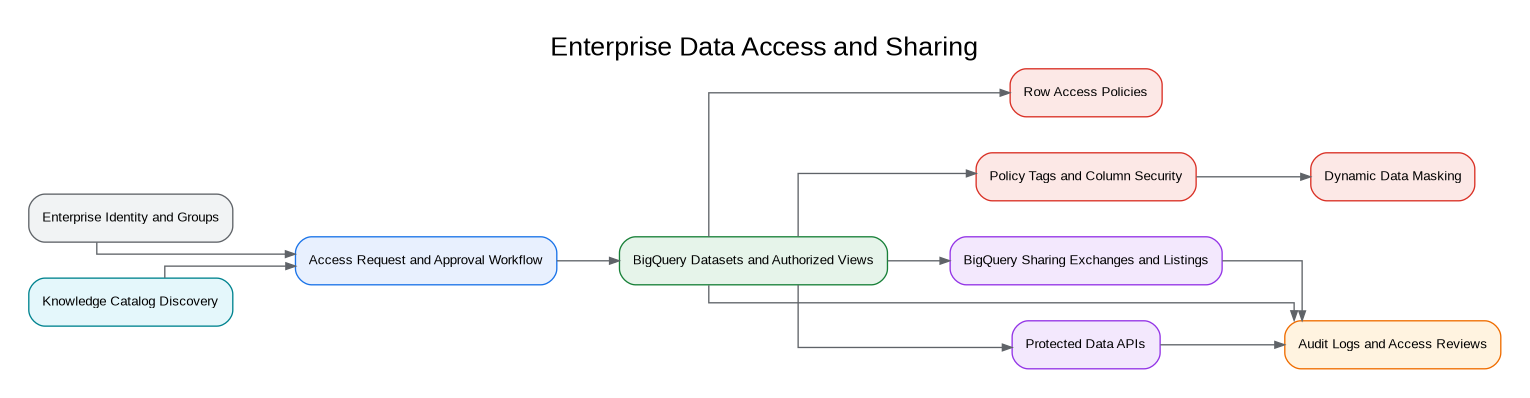 Enterprise Data Access and Sharing
Row Access Policies
Policy Tags and Column Security
Dynamic Data Masking
Enterprise Identity and Groups
Access Request and Approval Workflow
BigQuery Datasets and Authorized Views
BigQuery Sharing Exchanges and Listings
Knowledge Catalog Discovery
Protected Data APIs
Audit Logs and Access Reviews